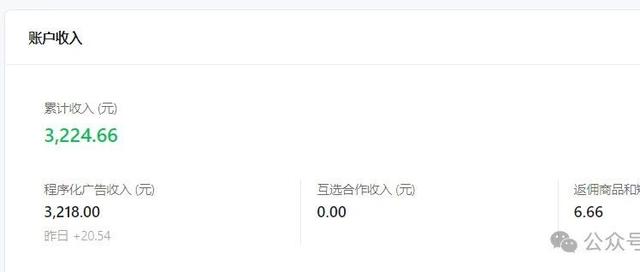 账户收入
累计收入 (元)
3,224.66
程序化广告收入 (元)
互选合作收入 (元)
返佣商品和
3,218.00
0.00
6.66
昨日 +20.54
公众号